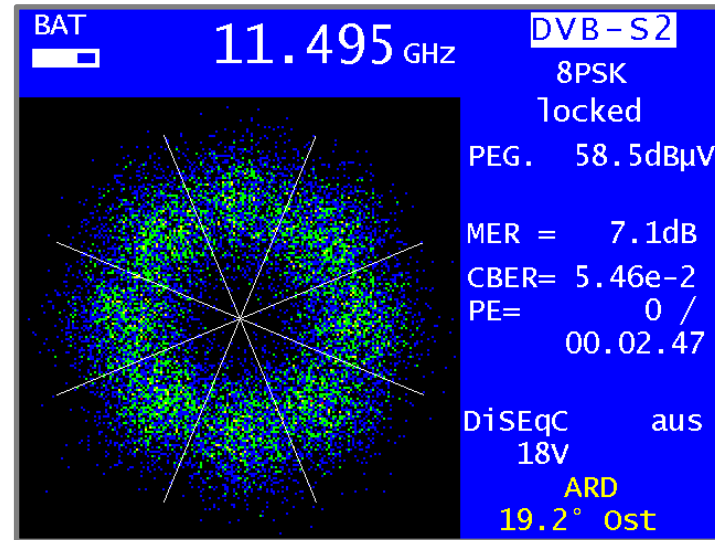 BAT
11.495 GHz
DVB-S2
8PSK
locked
PEG. 58.5dBµV
MER = 7.1dB
CBER= 5.46e-2
PE= 0 /
00.02.47
DiSEqC aus
18V
ARD
19.2° Ost